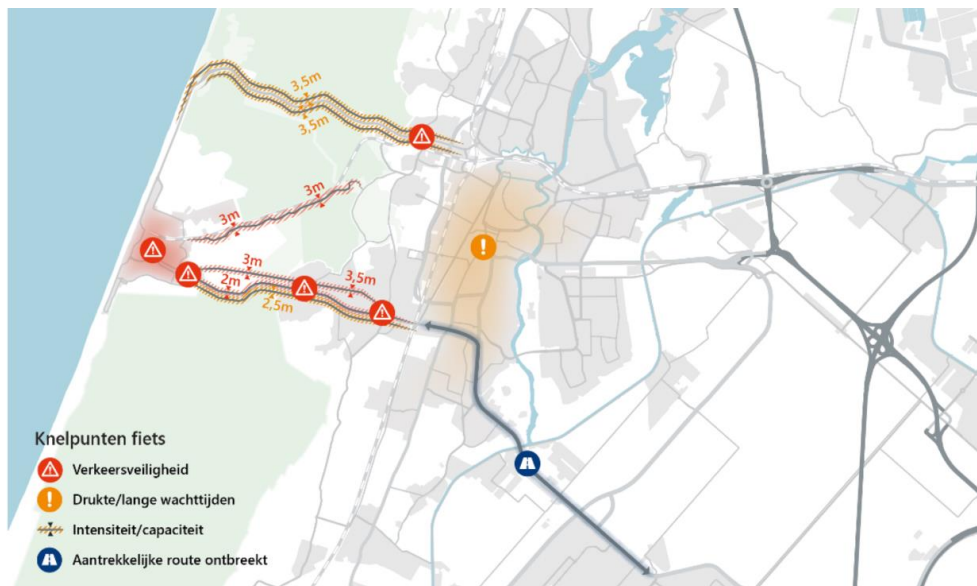 3,5m
3,5m
3m
3m
3m
3,5m
2m
2,5m
Knelpunten fiets
Verkeersveiligheid
Drukte/lange wachttijden
Intensiteit/capaciteit
Aantrekkelijke route ontbreekt